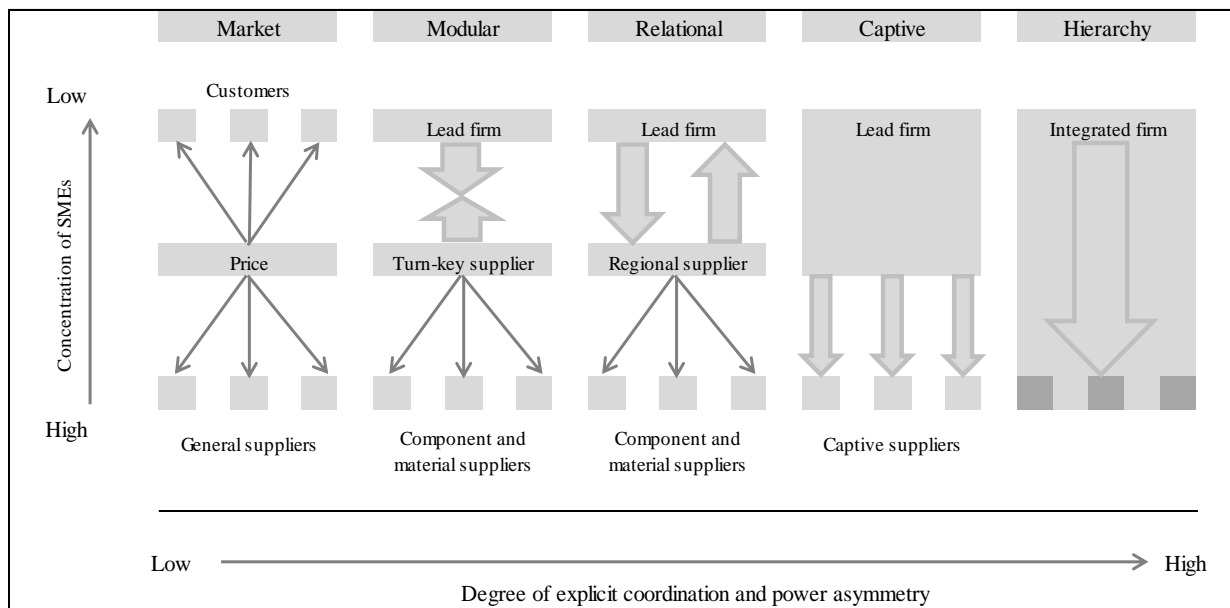 Market
Modular
Relational
Captive
Hierarchy
Low
Customers
Lead firm
Lead firm
Lead firm
Integrated firm
Concentration of SMEs
Price
Turn-key supplier
Regional supplier
High
General suppliers
Component and
material suppliers
Component and
material suppliers
Captive suppliers
Low
High
Degree of explicit coordination and power asymmetry